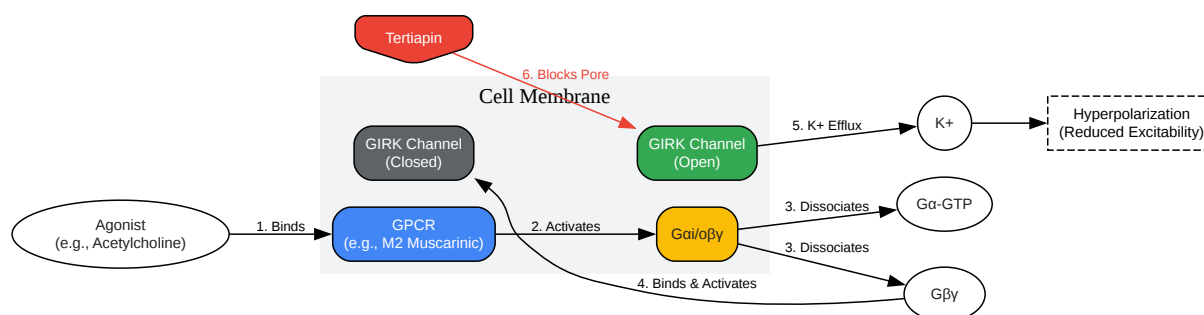 Tertiapin
6. Blocks Pore
Cell Membrane
GIRK Channel
(Closed)
GIRK Channel
(Open)
5. K+ Efflux
K+
Hyperpolarization
(Reduced Excitability)
Agonist
(e.g., Acetylcholine)
1. Binds
GPCR
(e.g., M2 Muscarinic)
2. Activates
Gαi/oβγ
3. Dissociates
Gα-GTP
3. Dissociates
4. Binds & Activates
Gβγ